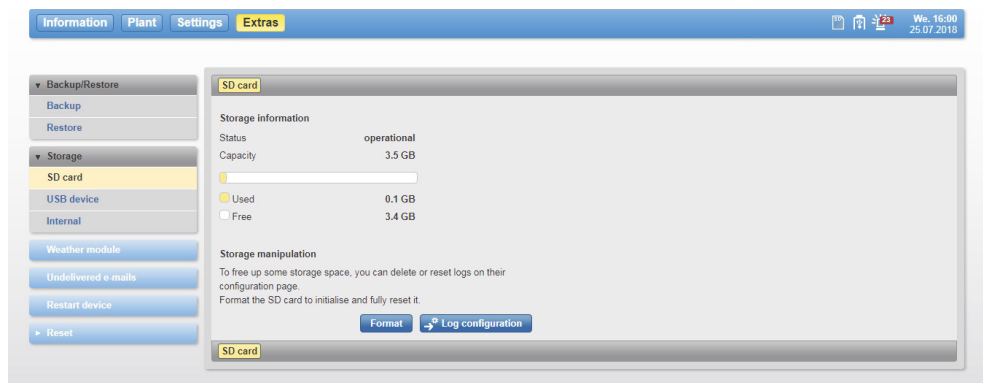 Information Plant Settings Extras
23
We. 16:00
25.07.2018
Backup/Restore
Backup
Restore
Storage
SD card
USB device
Internal
Weather module
Undelivered e-mails
Restart device
Reset
SD card
Storage information
Status operational
Capacity 3.5 GB
Used 0.1 GB
Free 3.4 GB
Storage manipulation
To free up some storage space, you can delete or reset logs on their
configuration page.
Format the SD card to initialise and fully reset it.
Format Log configuration
SD card